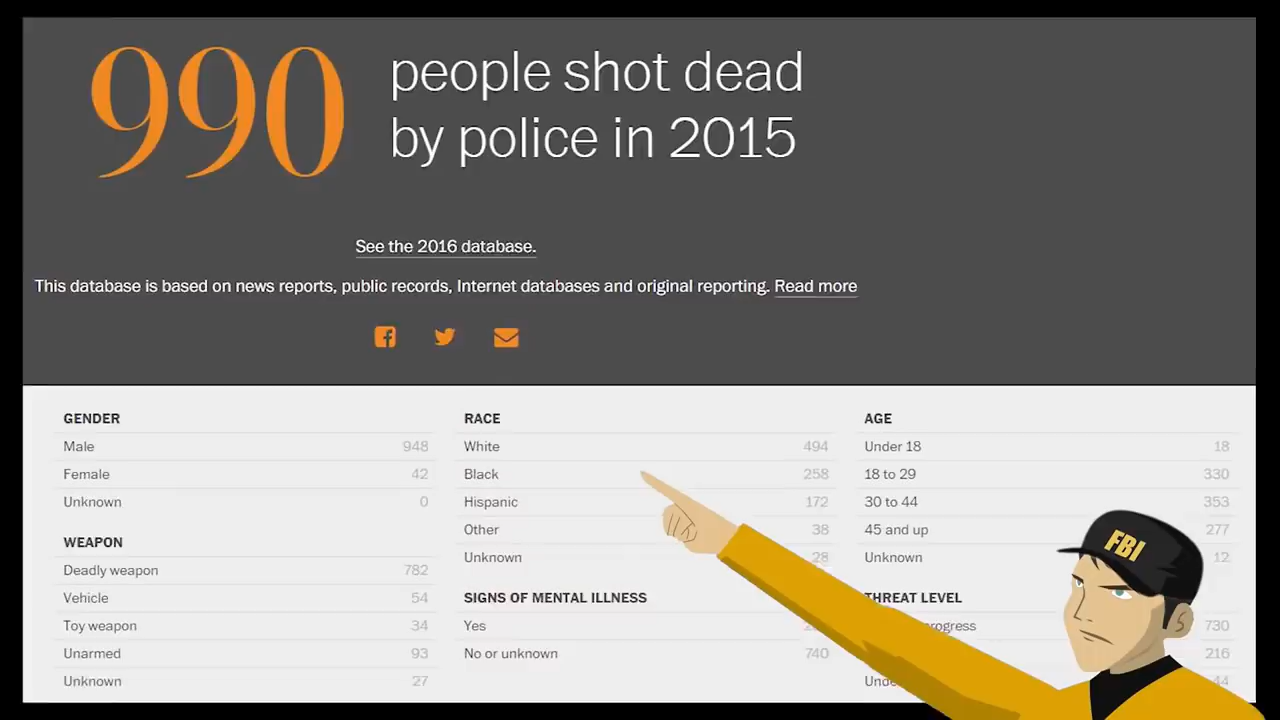 990
people shot dead
by police in 2015
See the 2016 database.
This database is based on news reports, public records, Internet databases and original reporting. Read more
GENDER
Male 948
Female 42
Unknown 0
WEAPON
Deadly weapon 782
Vehicle 54
Toy weapon 34
Unarmed 93
Unknown 27
RACE
White 494
Black 258
Hispanic 172
Other 38
Unknown 28
SIGNS OF MENTAL ILLNESS
Yes
No or unknown 740
AGE
Under 18 18
18 to 29 330
30 to 44 353
45 and up 277
Unknown 12
THREAT LEVEL
progress 730
216
44
FBI